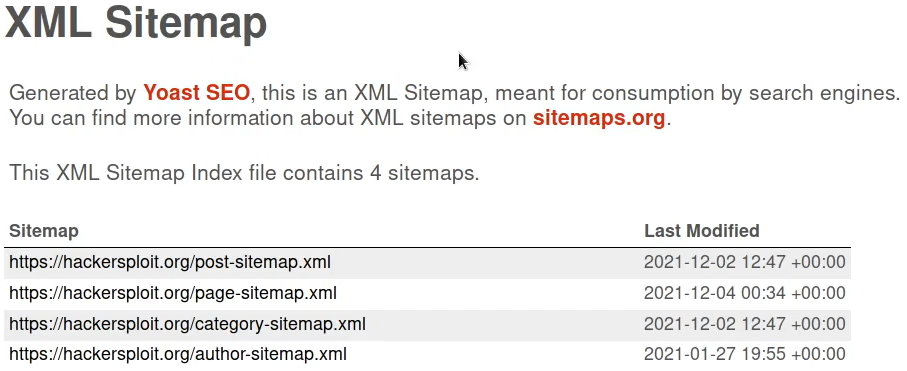 XML Sitemap
Generated by Yoast SEO, this is an XML Sitemap, meant for consumption by search engines.
You can find more information about XML sitemaps on sitemaps.org.
This XML Sitemap Index file contains 4 sitemaps.
Sitemap Last Modified
https://hackersploit.org/post-sitemap.xml 2021-12-02 12:47 +00:00
https://hackersploit.org/page-sitemap.xml 2021-12-04 00:34 +00:00
https://hackersploit.org/category-sitemap.xml 2021-12-02 12:47 +00:00
https://hackersploit.org/author-sitemap.xml 2021-01-27 19:55 +00:00